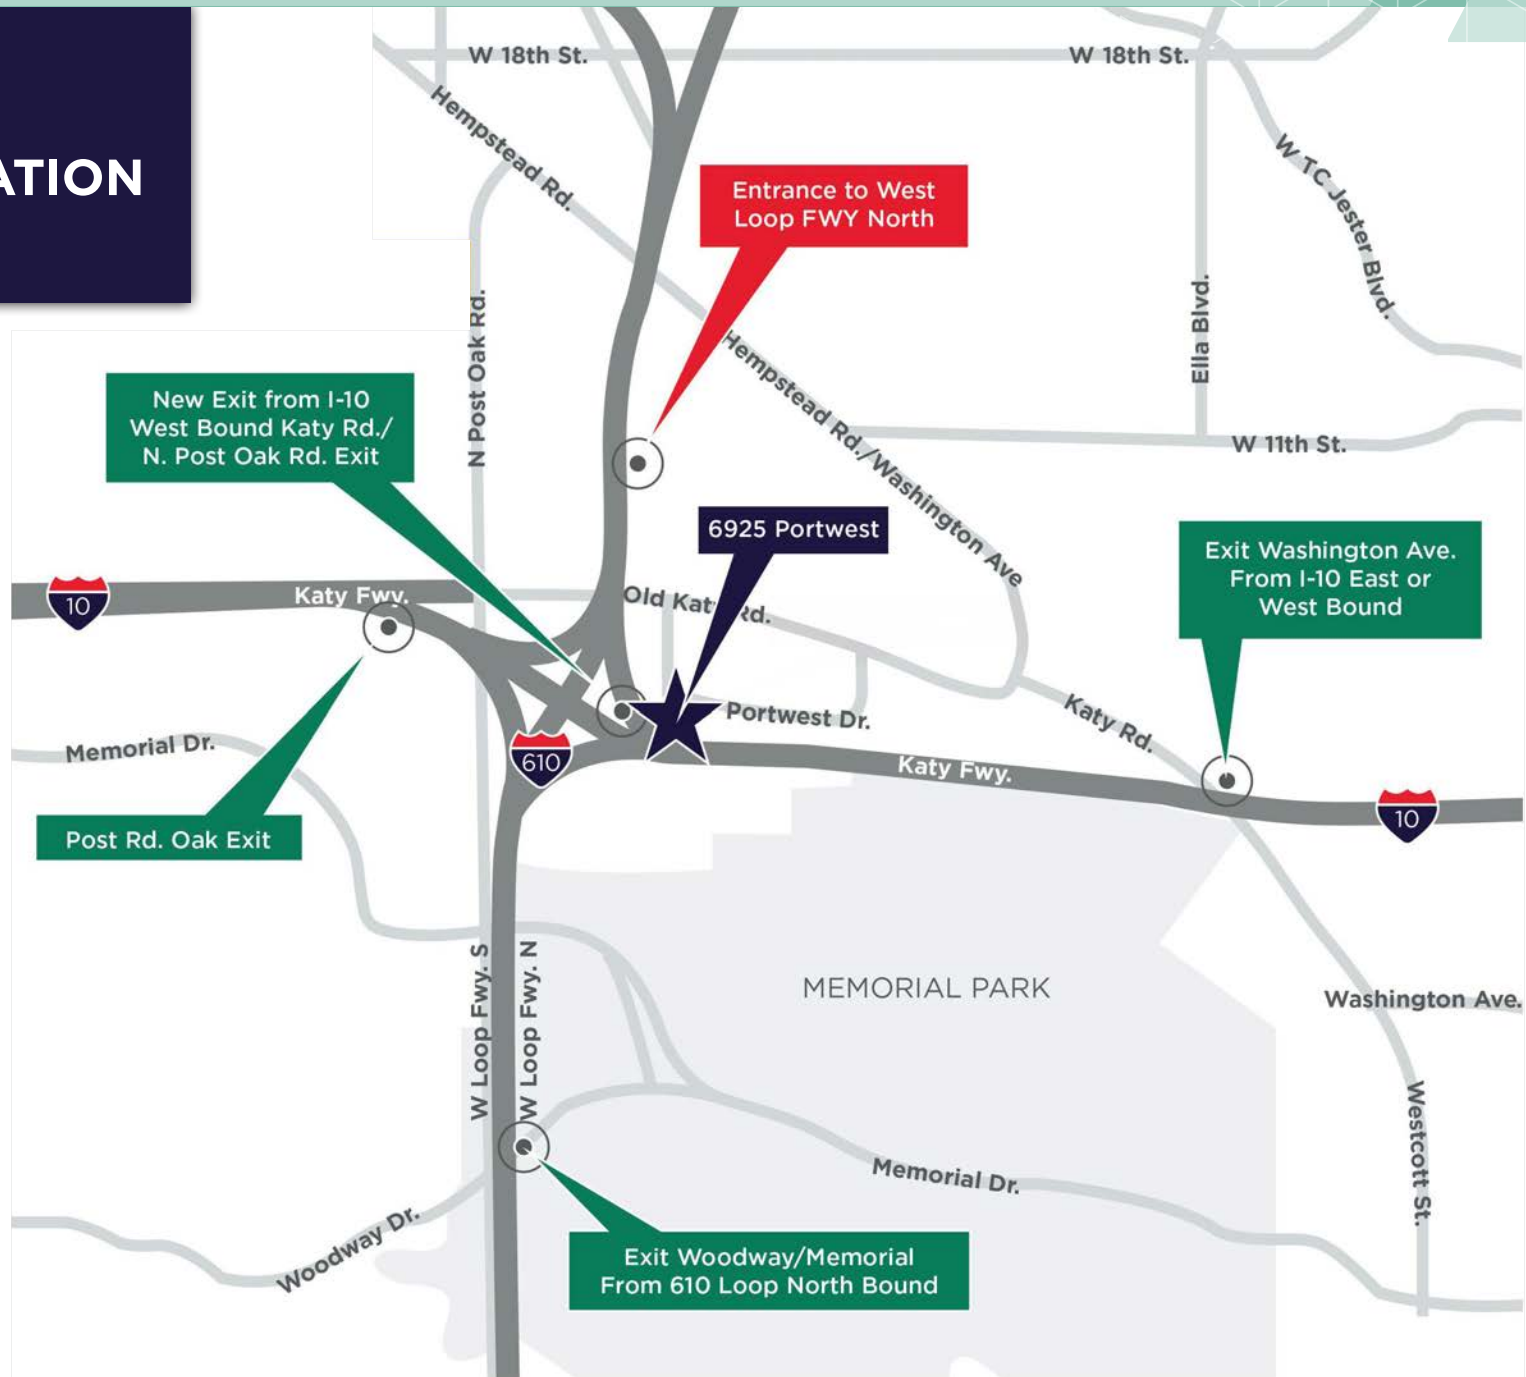 W 18th St.
W 18th St.
Hempstead Rd.
W TC Jester Blvd.
ATION
Entrance to West
Loop FWY North
N Post Oak Rd.
Ella Blvd.
Hempstead Rd./Washington Ave
New Exit from I-10
West Bound Katy Rd./
N. Post Oak Rd. Exit
W 11th St.
6925 Portwest
Exit Washington Ave.
From I-10 East or
West Bound
10
Katy Fwy.
Old Katy Rd.
Portwest Dr.
Katy Rd.
Memorial Dr.
610
Katy Fwy.
10
Post Rd. Oak Exit
W Loop Fwy. S
W Loop Fwy. N
MEMORIAL PARK
Washington Ave.
Westcott St.
Memorial Dr.
Woodway Dr.
Exit Woodway/Memorial
From 610 Loop North Bound